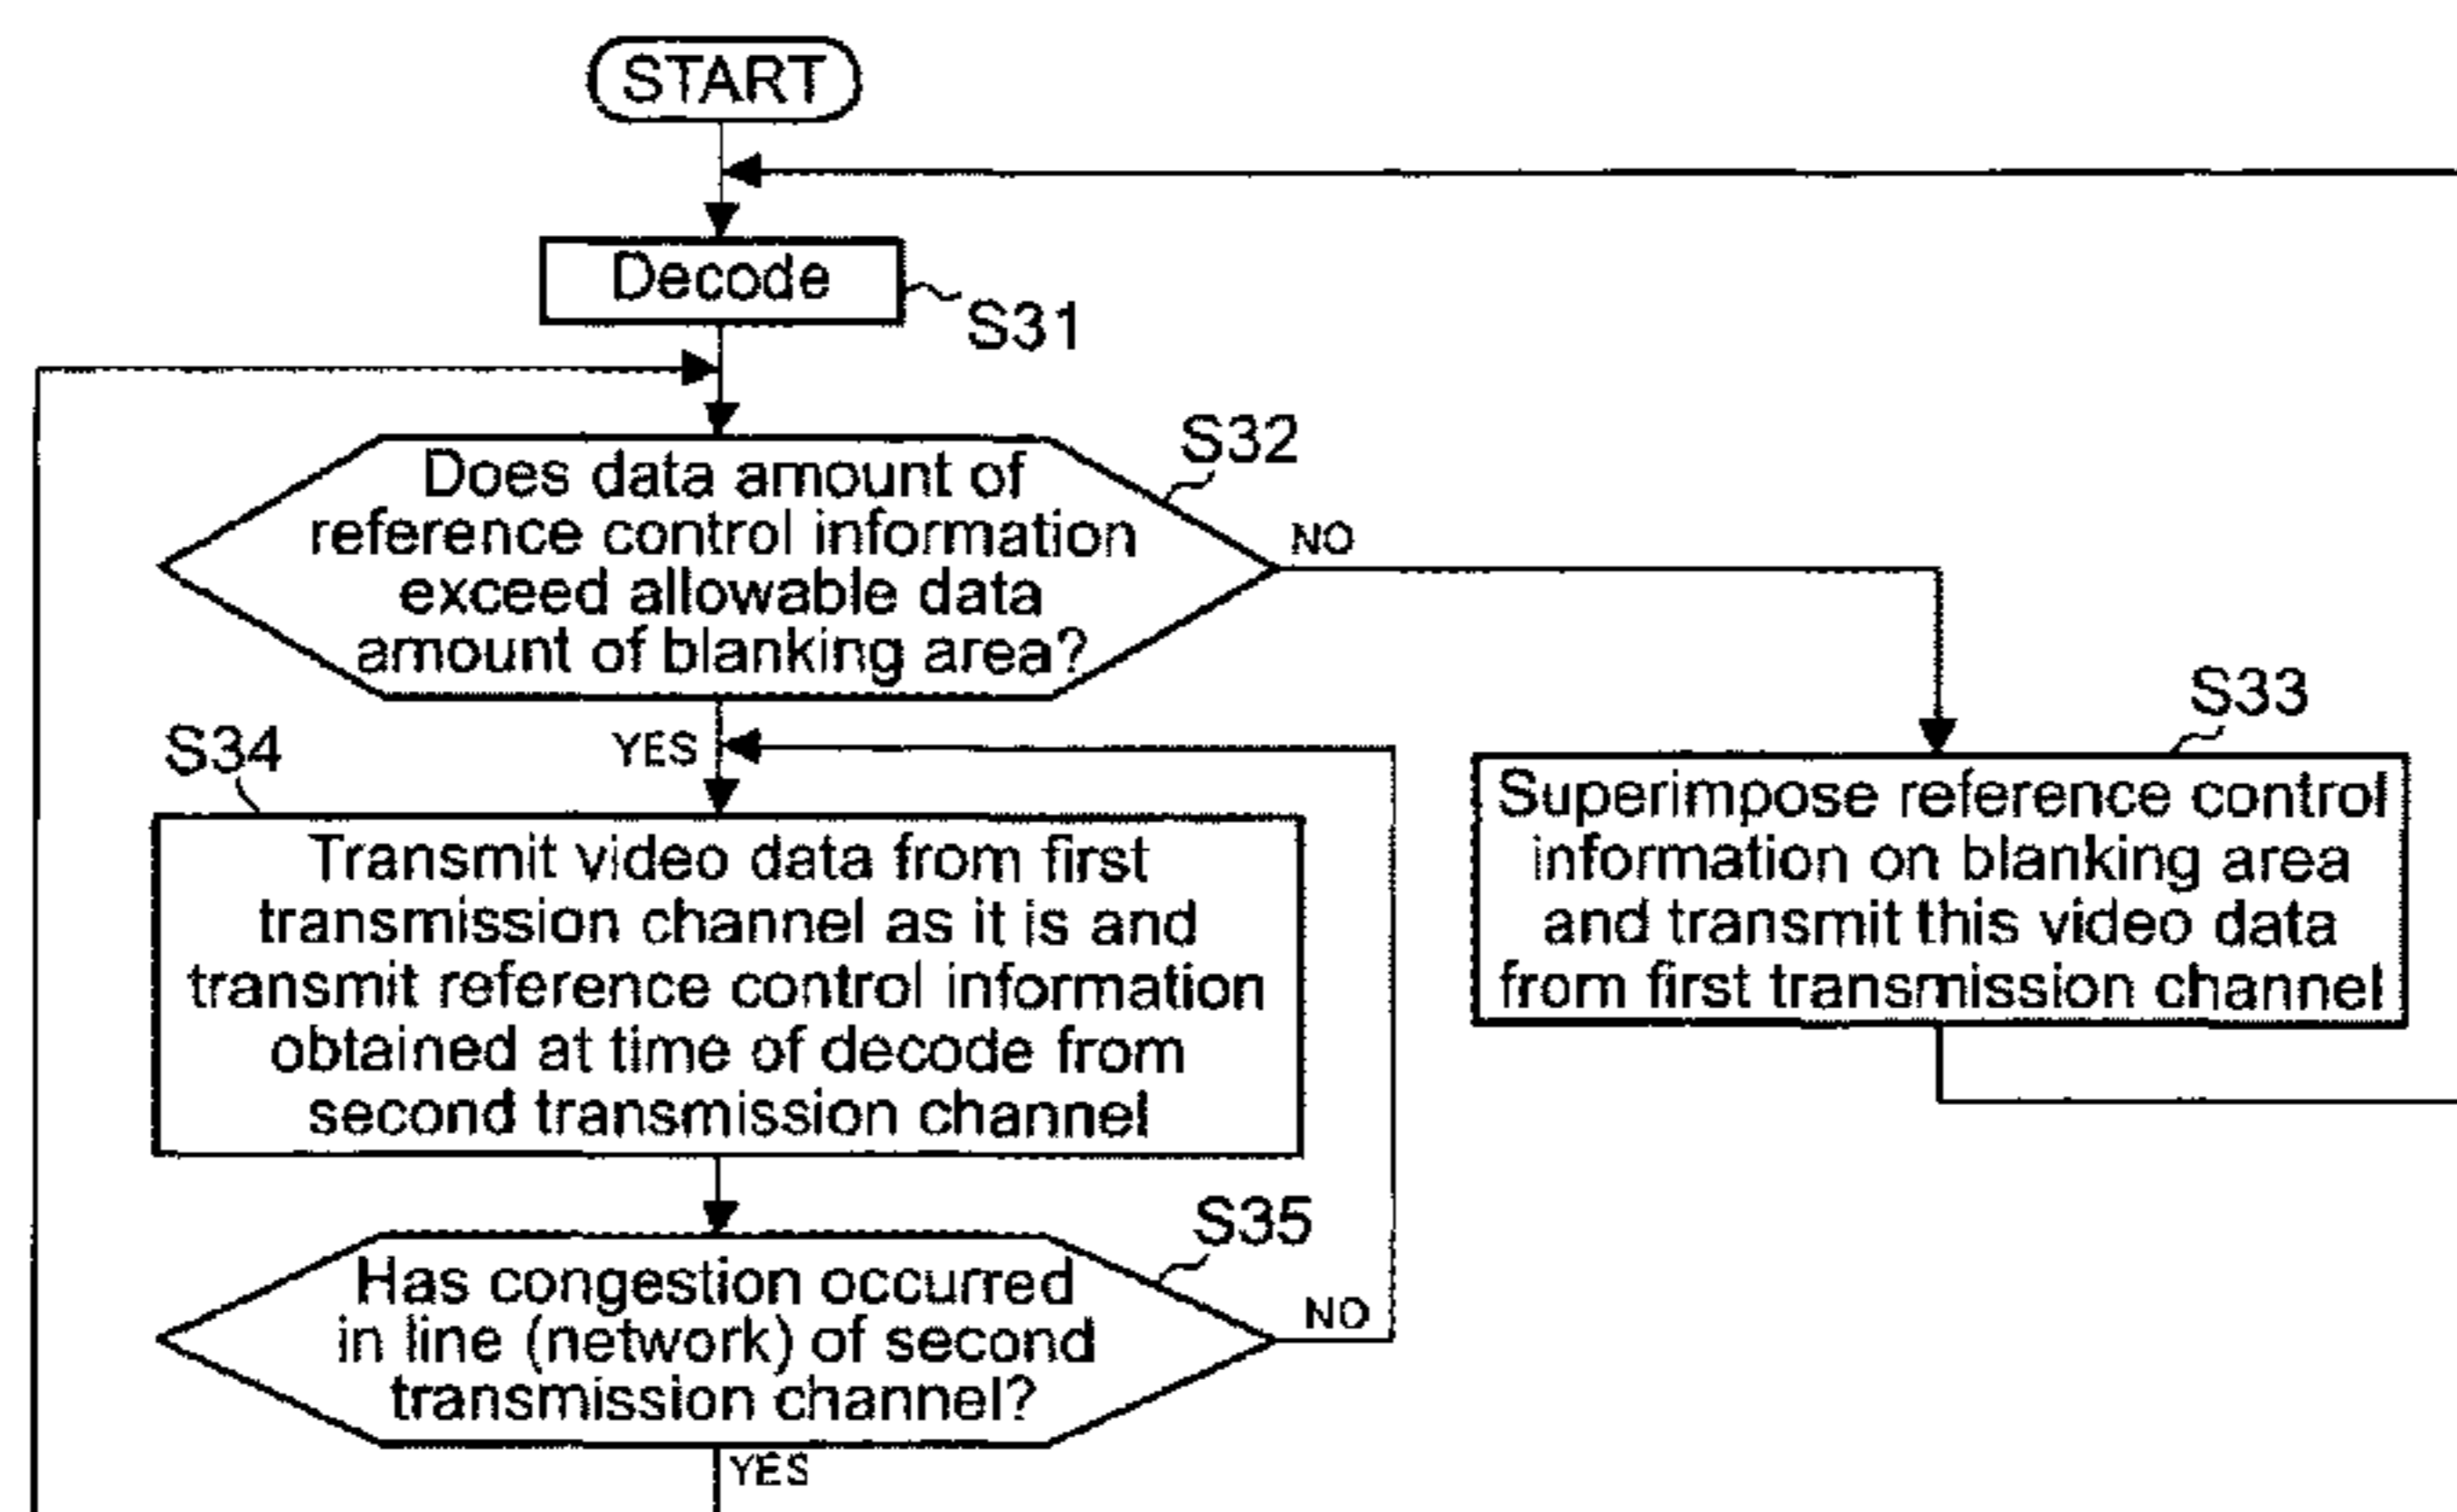 START
Decode
S31
S32
Does data amount of
reference control information
exceed allowable data
amount of blanking area?
NO
YES
S33
Superimpose reference control
information on blanking area
and transmit this video data
from first transmission channel
S34
Transmit video data from first
transmission channel as it is and
transmit reference control information
obtained at time of decode from
second transmission channel
S35
Has congestion occurred
in line (network) of second
transmission channel?
NO
YES